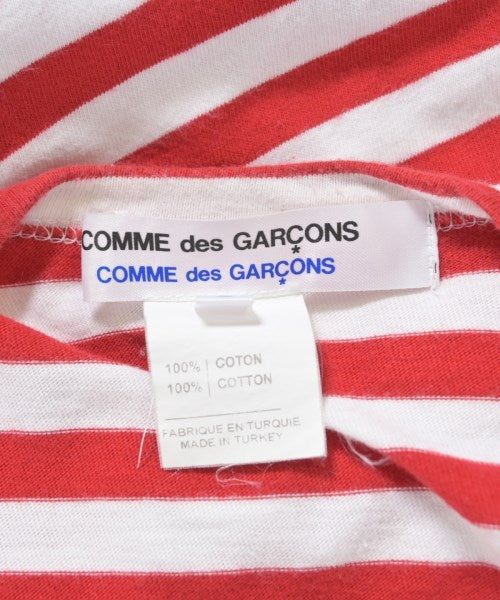 COMME des GARÇONS
COMME des GARÇONS
100% | COTON
100% | COTTON
FABRIQUE EN TURQUIE
MADE IN TURKEY